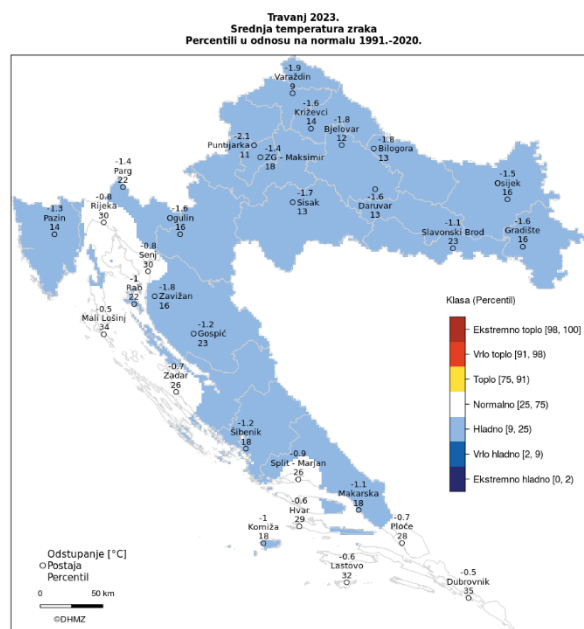 Travanj 2023.
Srednja temperatura zraka
Percentili u odnosu na normalu 1991.-2020.
-1.9
Varaždin
9
-1.6
Križevci
14
-1.8
Bjelovar
12
-1.8
Bilogora
13
-2.1
Puntijarka
11
-1.4
ZG - Maksimir
18
-1.4
Parg
22
-0.8
Rijeka
30
-1.3
Pazin
14
-1.6
Ogulin
16
-1.7
Sisak
13
-1.6
Daruvar
13
-1.5
Osijek
16
-1.1
Slavonski Brod
23
-1.6
Gradište
16
-0.8
Senj
30
-1
Rab
22
-1.8
Zavižan
16
-0.5
Mali Lošinj
34
-1.2
Gospić
23
-0.7
Zadar
26
-1.2
Šibenik
18
-0.9
Split - Marjan
26
-1.1
Makarska
18
-0.6
Hvar
29
-1
Komiža
18
-0.7
Ploče
28
-0.6
Lastovo
32
-0.5
Dubrovnik
35
Klasa (Percentil)
Ekstremno toplo [98, 100]
Vrlo toplo [91, 98)
Toplo [75, 91)
Normalno [25, 75)
Hladno [9, 25)
Vrlo hladno [2, 9)
Ekstremno hladno [0, 2)
Odstupanje [°C]
Postaja
Percentil
0 50 km
©DHMZ